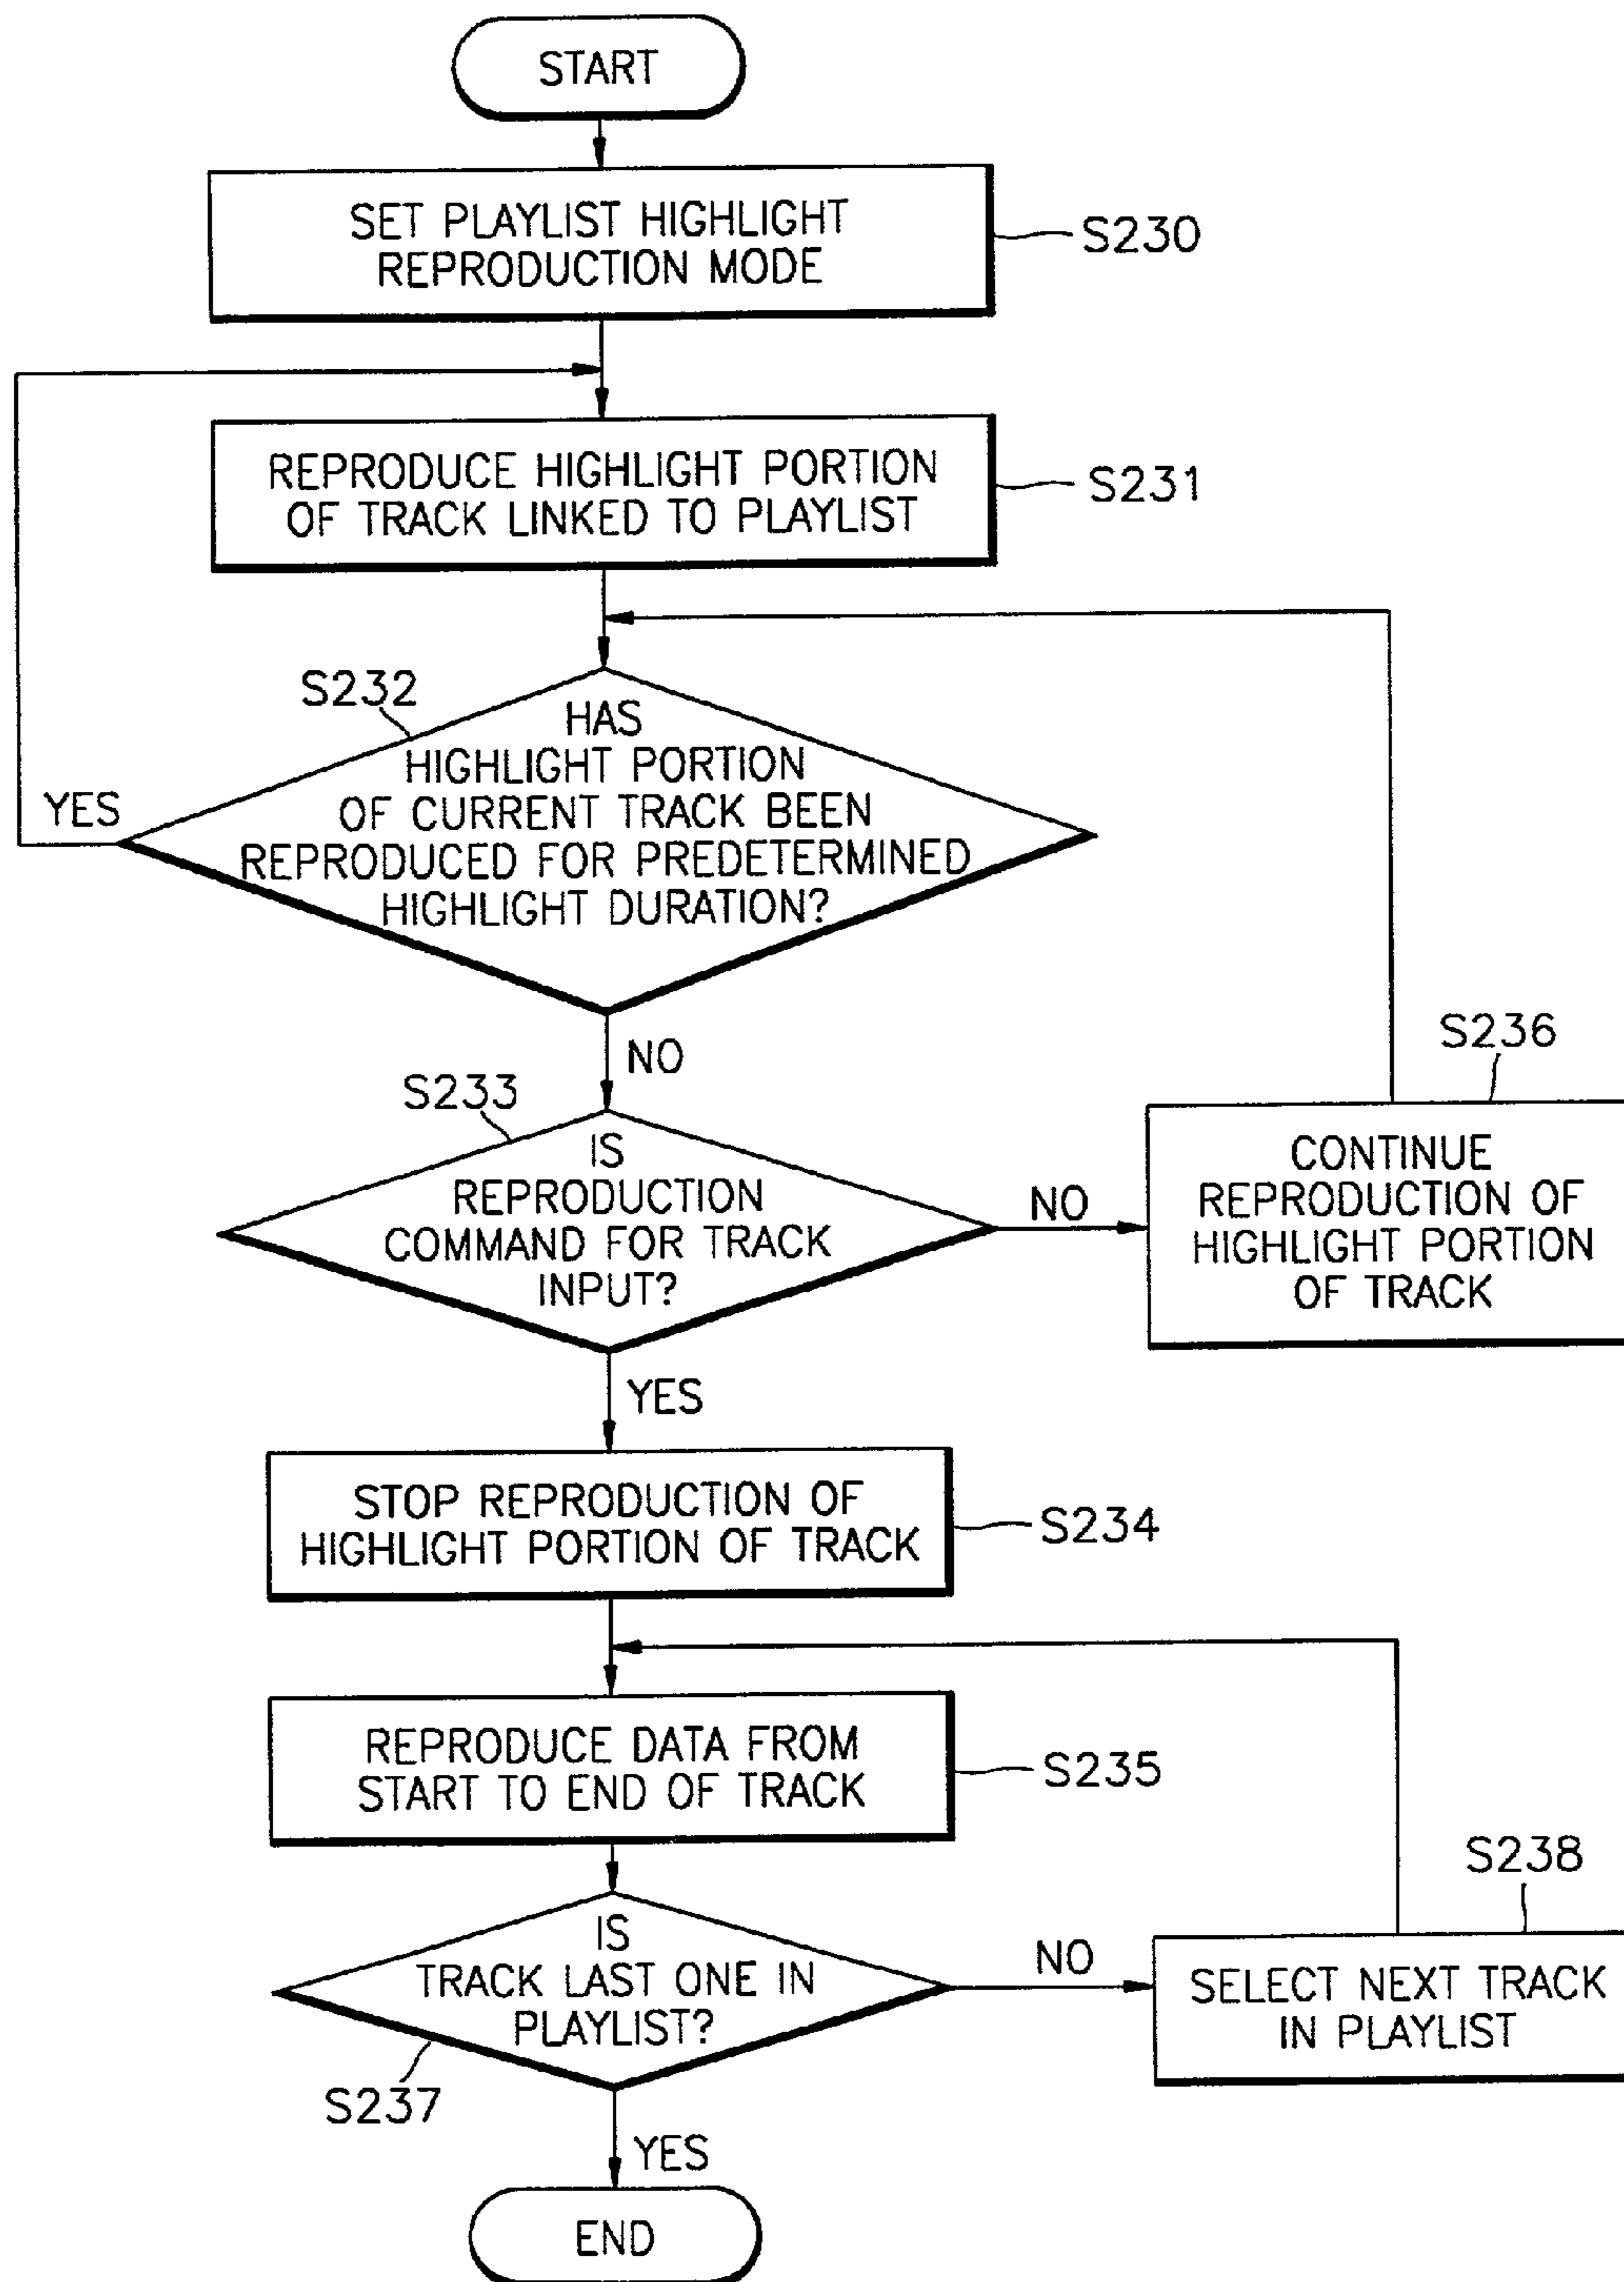 START
SET PLAYLIST HIGHLIGHT
REPRODUCTION MODE
S230
REPRODUCE HIGHLIGHT PORTION
OF TRACK LINKED TO PLAYLIST
S231
S232
HAS
HIGHLIGHT PORTION
OF CURRENT TRACK BEEN
REPRODUCED FOR PREDETERMINED
HIGHLIGHT DURATION?
YES
NO
S233
IS
REPRODUCTION
COMMAND FOR TRACK
INPUT?
NO
S236
CONTINUE
REPRODUCTION OF
HIGHLIGHT PORTION
OF TRACK
YES
STOP REPRODUCTION OF
HIGHLIGHT PORTION OF TRACK
S234
REPRODUCE DATA FROM
START TO END OF TRACK
S235
IS
TRACK LAST ONE IN
PLAYLIST?
S237
NO
S238
SELECT NEXT TRACK
IN PLAYLIST
YES
END